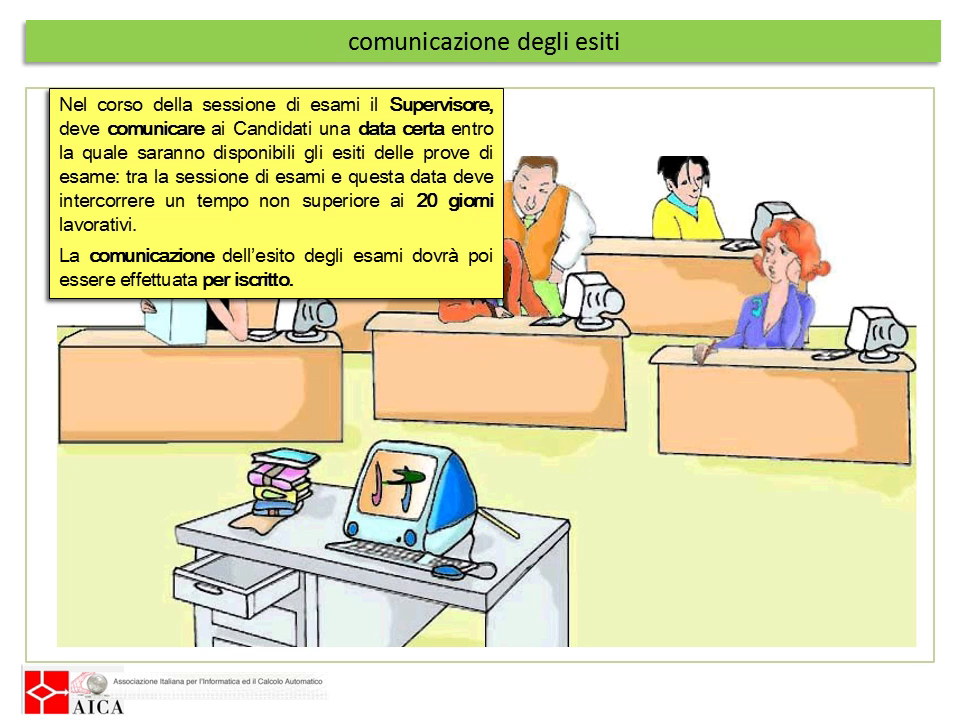 comunicazione degli esiti
Nel corso della sessione di esami il Supervisore,
deve comunicare ai Candidati una data certa entro
la quale saranno disponibili gli esiti delle prove di
esame: tra la sessione di esami e questa data deve
intercorrere un tempo non superiore ai 20 giorni
lavorativi.
La comunicazione dell’esito degli esami dovrà poi
essere effettuata per iscritto.
Associazione Italiana per l'Informatica ed il Calcolo Automatico
AICA